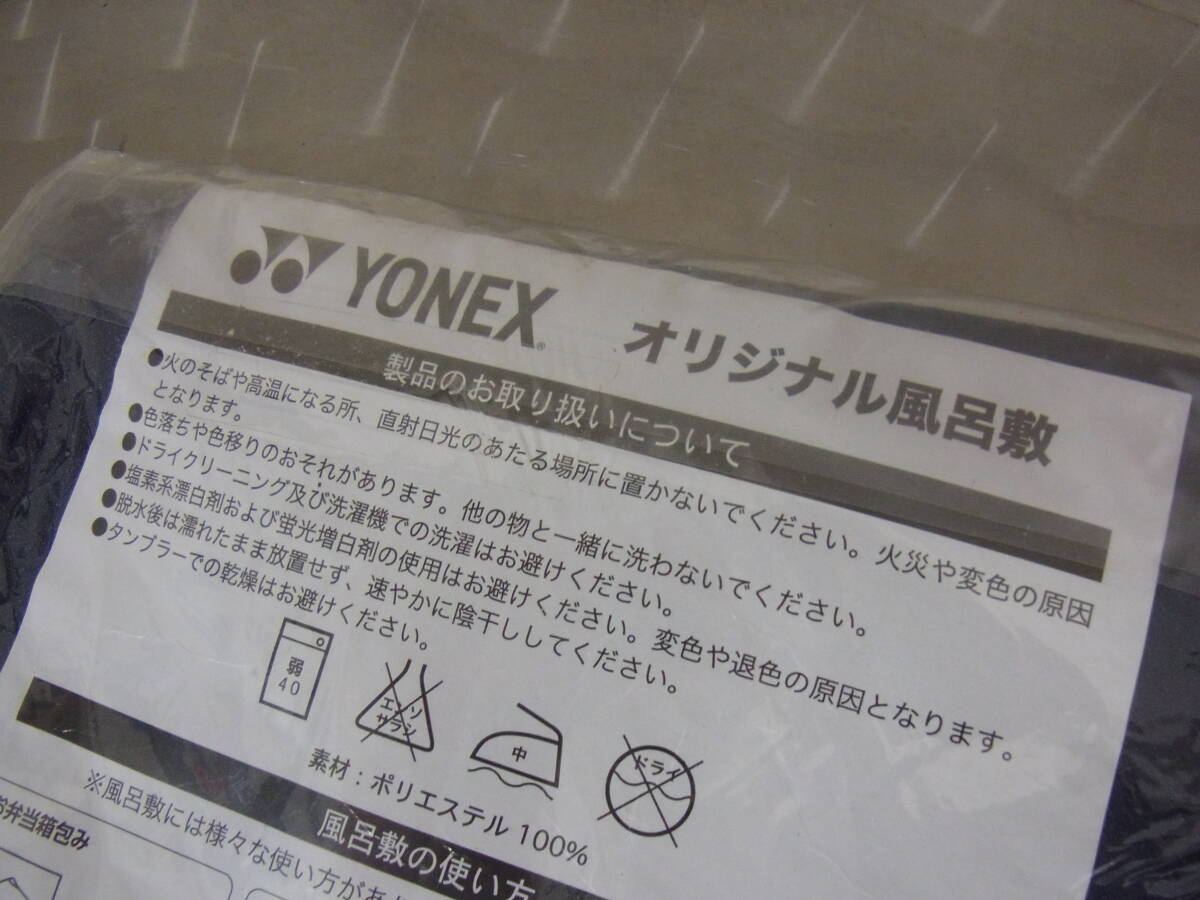 YONEX® オリジナル風呂敷
製品のお取り扱いについて
●火のそばや高温になる所、直射日光のあたる場所に置かないでください。火災や変色の原因
となります。
●色落ちや色移りのおそれがあります。他の物と一緒に洗わないでください。
●ドライクリーニング及び洗濯機での洗濯はお避けください。
●塩素系漂白剤および蛍光増白剤の使用はお避けください。変色や退色の原因となります。
●脱水後は濡れたまま放置せず、速やかに陰干ししてください。
●タンブラーでの乾燥はお避けください。
弱
40
エンソ
サラシ
中
ドライ
素材：ポリエステル 100%
風呂敷の使い方
※風呂敷には様々な使い方があ
お弁当箱包み